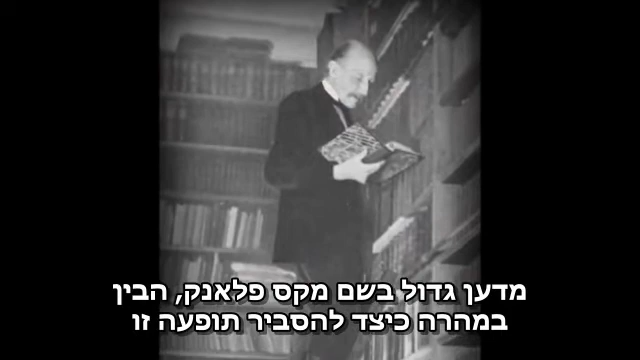 מדען גדול בשם מקס פלאנק, הבין
במהרה כיצד להסביר תופעה זו